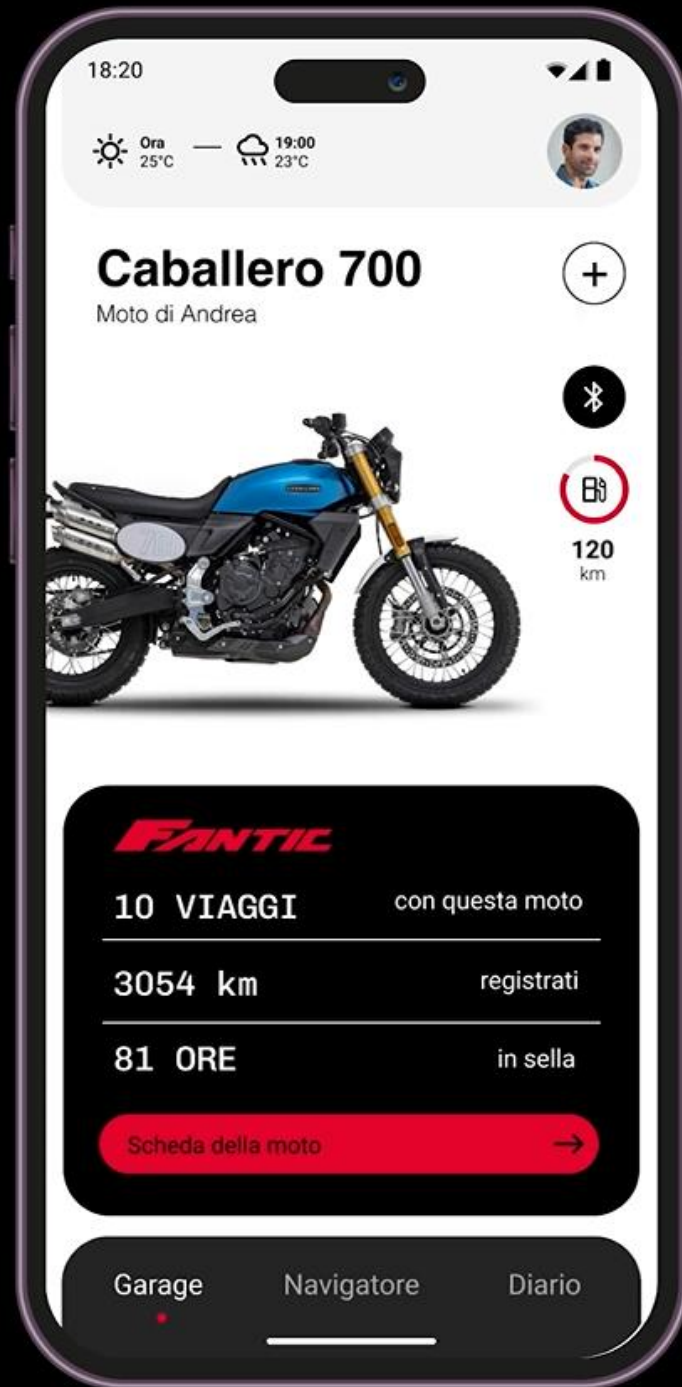 18:20
Ora
25°C
19:00
23°C
Caballero 700
Moto di Andrea
700
120
km
FANTIC
10 VIAGGI con questa moto
3054 km registrati
81 ORE in sella
Scheda della moto
Garage Navigatore Diario